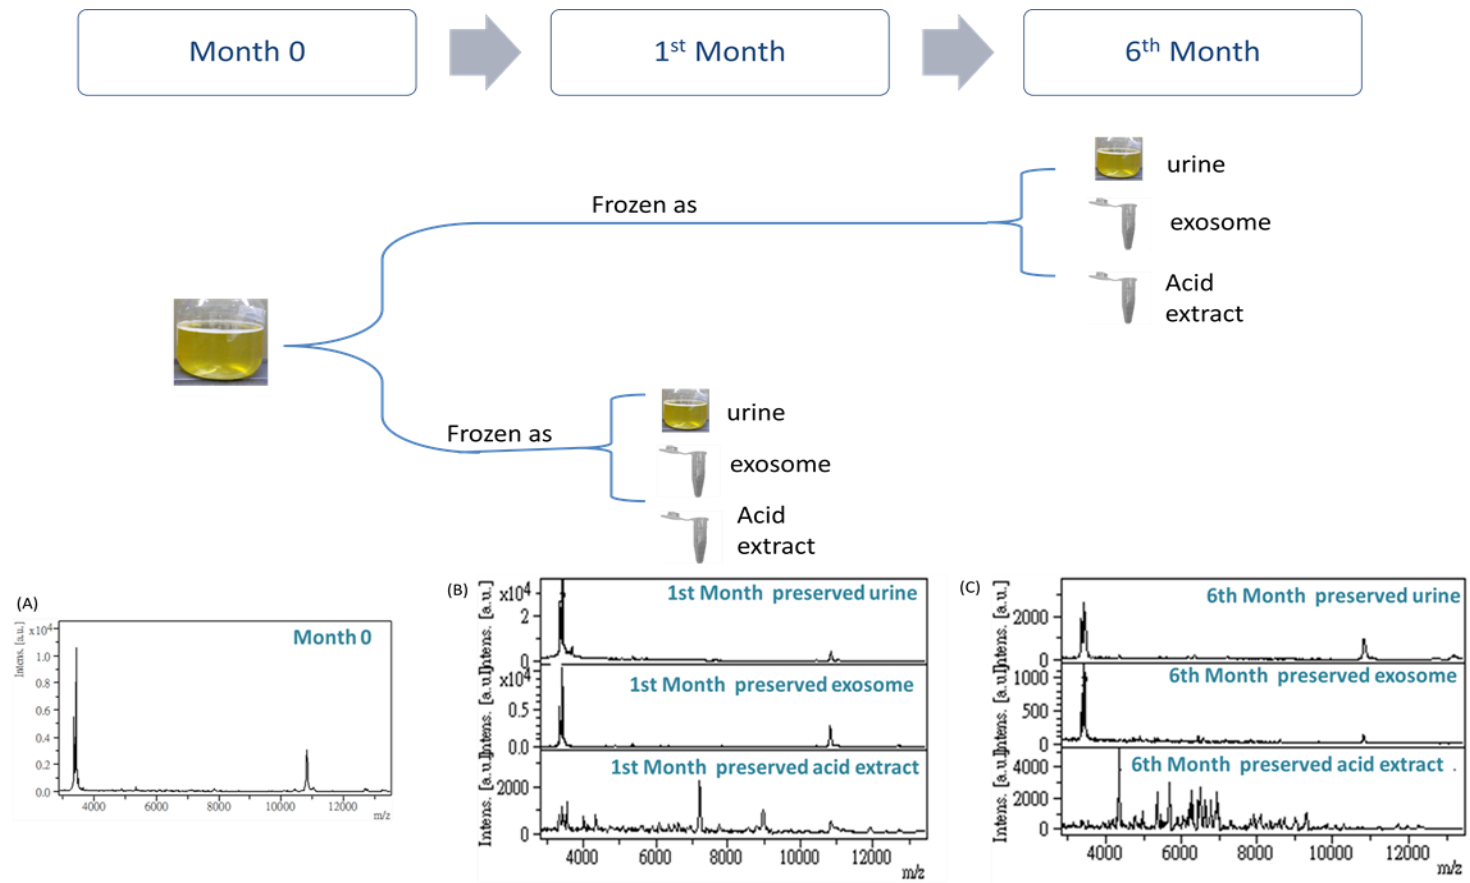 Month 0
1st Month
6th Month
urine
Frozen as
exosome
Acid
extract
urine
Frozen as
exosome
Acid
extract
(A)
Month 0
x10^4
Intens. [a.u.]
1.0
0.8
0.6
0.4
0.2
0.0
4000
6000
8000
10000
12000
m/z
(B)
1st Month preserved urine
x10^4
Intens. [a.u.]
2
0
1st Month preserved exosome
x10^4
Intens. [a.u.]
0.5
0.0
1st Month preserved acid extract
Intens. [a.u.]
2000
0
4000
6000
8000
10000
12000
m/z
(C)
6th Month preserved urine
Intens. [a.u.]
2000
0
6th Month preserved exosome
Intens. [a.u.]
1000
500
0
6th Month preserved acid extract .
Intens. [a.u.]
4000
2000
0
4000
6000
8000
10000
12000
m/z